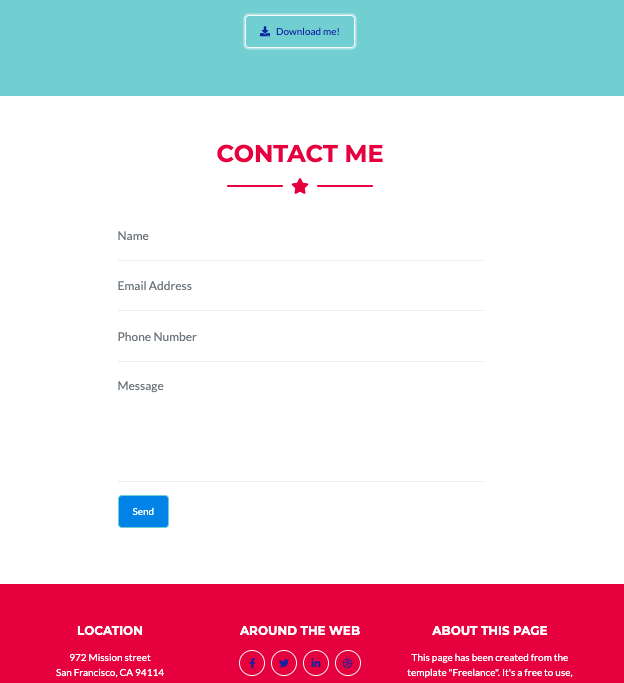 Download me!
CONTACT ME
Name
Email Address
Phone Number
Message
Send
LOCATION
972 Mission street
San Francisco, CA 94114
AROUND THE WEB
ABOUT THIS PAGE
This page has been created from the
template "Freelance". It's a free to use,